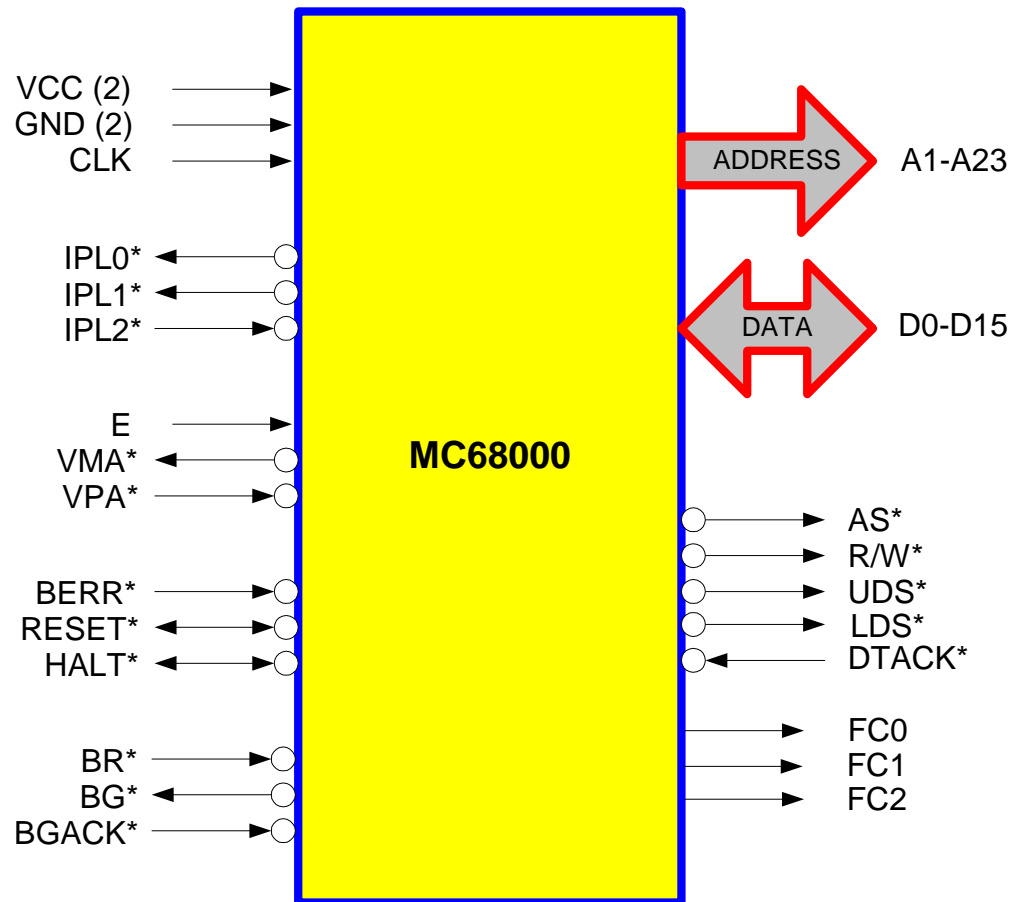 VCC (2)
GND (2)
CLK
IPL0*
IPL1*
IPL2*
E
VMA*
VPA*
BERR*
RESET*
HALT*
BR*
BG*
BGACK*
MC68000
ADDRESS A1-A23
DATA D0-D15
AS*
R/W*
UDS*
LDS*
DTACK*
FC0
FC1
FC2